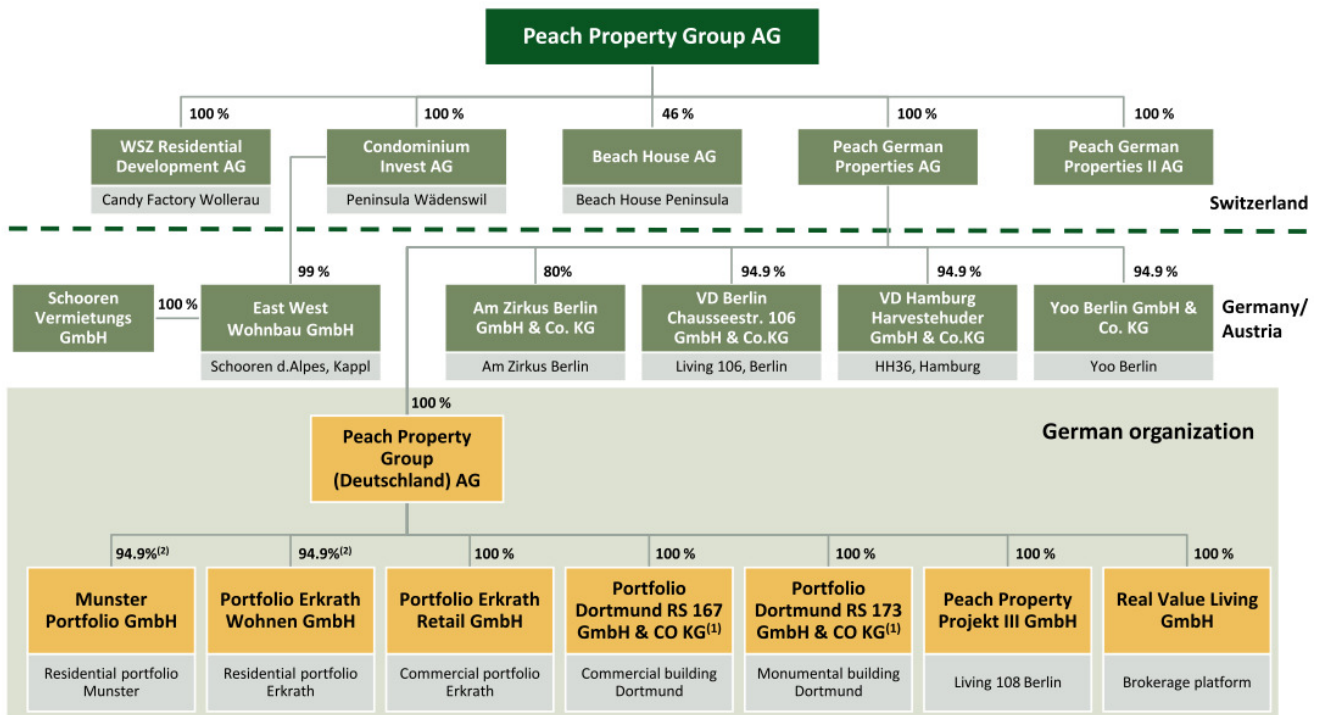 Peach Property Group AG
100 %
100 %
46 %
100 %
100 %
WSZ Residential
Development AG
Candy Factory Wollerau
Condominium
Invest AG
Peninsula Wädenswil
Beach House AG
Beach House Peninsula
Peach German
Properties AG
Peach German
Properties II AG
Switzerland
99 %
80%
94.9 %
94.9 %
94.9 %
Schooren
Vermietungs
GmbH
100 %
East West
Wohnbau GmbH
Schooren d.Alpes, Kappl
Am Zirkus Berlin
GmbH & Co. KG
Am Zirkus Berlin
VD Berlin
Chausseestr. 106
GmbH & Co.KG
Living 106, Berlin
VD Hamburg
Harvestehuder
GmbH & Co.KG
HH36, Hamburg
Yoo Berlin GmbH &
Co. KG
Yoo Berlin
Germany/
Austria
100 %
German organization
Peach Property
Group
(Deutschland) AG
94.9%(2)
94.9%(2)
100 %
100 %
100 %
100 %
100 %
Munster
Portfolio GmbH
Residential portfolio
Munster
Portfolio Erkrath
Wohnen GmbH
Residential portfolio
Erkrath
Portfolio Erkrath
Retail GmbH
Commercial portfolio
Erkrath
Portfolio
Dortmund RS 167
GmbH & CO KG(1)
Commercial building
Dortmund
Portfolio
Dortmund RS 173
GmbH & CO KG(1)
Monumental building
Dortmund
Peach Property
Projekt III GmbH
Living 108 Berlin
Real Value Living
GmbH
Brokerage platform